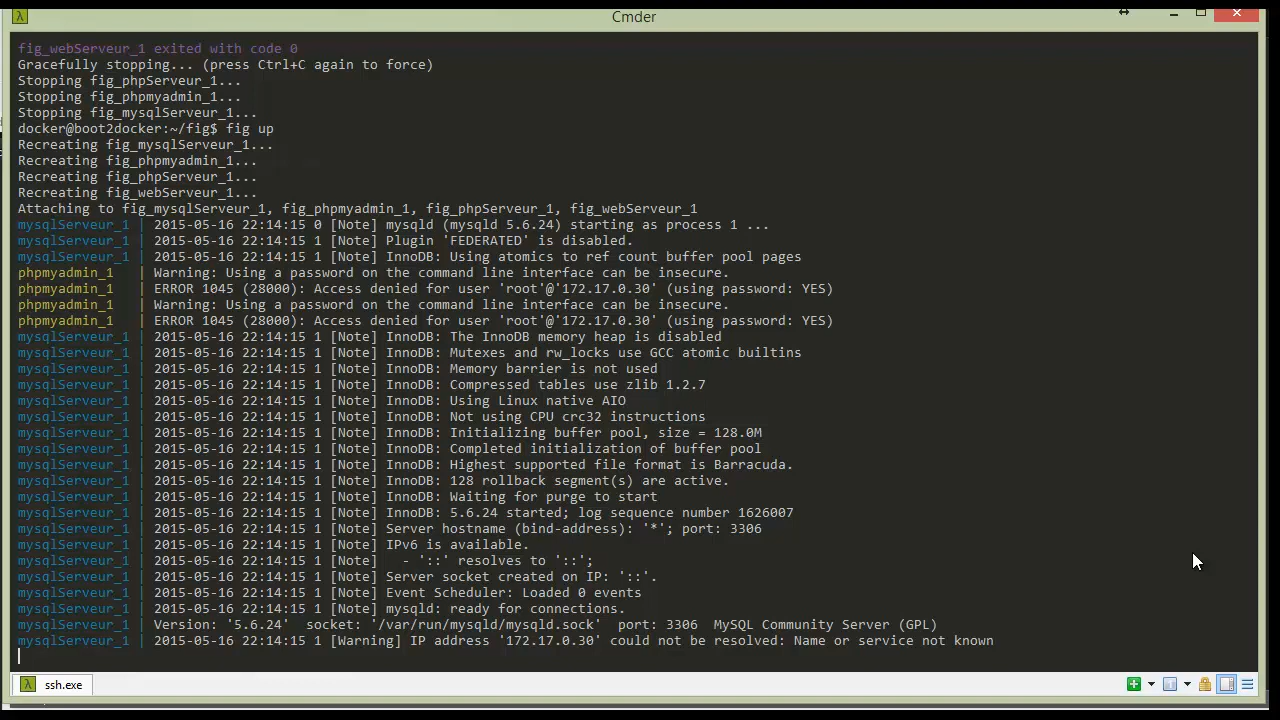 Cmder
fig_webServeur_1 exited with code 0
Gracefully stopping... (press Ctrl+C again to force)
Stopping fig_phpServeur_1...
Stopping fig_phpmyadmin_1...
Stopping fig_mysqlServeur_1...
docker@boot2docker:~/fig$ fig up
Recreating fig_mysqlServeur_1...
Recreating fig_phpmyadmin_1...
Recreating fig_phpServeur_1...
Recreating fig_webServeur_1...
Attaching to fig_mysqlServeur_1, fig_phpmyadmin_1, fig_phpServeur_1, fig_webServeur_1
mysqlServeur_1 | 2015-05-16 22:14:15 0 [Note] mysqld (mysqld 5.6.24) starting as process 1 ...
mysqlServeur_1 | 2015-05-16 22:14:15 1 [Note] Plugin 'FEDERATED' is disabled.
mysqlServeur_1 | 2015-05-16 22:14:15 1 [Note] InnoDB: Using atomics to ref count buffer pool pages
phpmyadmin_1   | Warning: Using a password on the command line interface can be insecure.
phpmyadmin_1   | ERROR 1045 (28000): Access denied for user 'root'@'172.17.0.30' (using password: YES)
phpmyadmin_1   | Warning: Using a password on the command line interface can be insecure.
phpmyadmin_1   | ERROR 1045 (28000): Access denied for user 'root'@'172.17.0.30' (using password: YES)
mysqlServeur_1 | 2015-05-16 22:14:15 1 [Note] InnoDB: The InnoDB memory heap is disabled
mysqlServeur_1 | 2015-05-16 22:14:15 1 [Note] InnoDB: Mutexes and rw_locks use GCC atomic builtins
mysqlServeur_1 | 2015-05-16 22:14:15 1 [Note] InnoDB: Memory barrier is not used
mysqlServeur_1 | 2015-05-16 22:14:15 1 [Note] InnoDB: Compressed tables use zlib 1.2.7
mysqlServeur_1 | 2015-05-16 22:14:15 1 [Note] InnoDB: Using Linux native AIO
mysqlServeur_1 | 2015-05-16 22:14:15 1 [Note] InnoDB: Not using CPU crc32 instructions
mysqlServeur_1 | 2015-05-16 22:14:15 1 [Note] InnoDB: Initializing buffer pool, size = 128.0M
mysqlServeur_1 | 2015-05-16 22:14:15 1 [Note] InnoDB: Completed initialization of buffer pool
mysqlServeur_1 | 2015-05-16 22:14:15 1 [Note] InnoDB: Highest supported file format is Barracuda.
mysqlServeur_1 | 2015-05-16 22:14:15 1 [Note] InnoDB: 128 rollback segment(s) are active.
mysqlServeur_1 | 2015-05-16 22:14:15 1 [Note] InnoDB: Waiting for purge to start
mysqlServeur_1 | 2015-05-16 22:14:15 1 [Note] InnoDB: 5.6.24 started; log sequence number 1626007
mysqlServeur_1 | 2015-05-16 22:14:15 1 [Note] Server hostname (bind-address): '*'; port: 3306
mysqlServeur_1 | 2015-05-16 22:14:15 1 [Note] IPv6 is available.
mysqlServeur_1 | 2015-05-16 22:14:15 1 [Note]   - '::' resolves to '::';
mysqlServeur_1 | 2015-05-16 22:14:15 1 [Note] Server socket created on IP: '::'.
mysqlServeur_1 | 2015-05-16 22:14:15 1 [Note] Event Scheduler: Loaded 0 events
mysqlServeur_1 | 2015-05-16 22:14:15 1 [Note] mysqld: ready for connections.
mysqlServeur_1 | Version: '5.6.24'  socket: '/var/run/mysqld/mysqld.sock'  port: 3306  MySQL Community Server (GPL)
mysqlServeur_1 | 2015-05-16 22:14:15 1 [Warning] IP address '172.17.0.30' could not be resolved: Name or service not known
ssh.exe